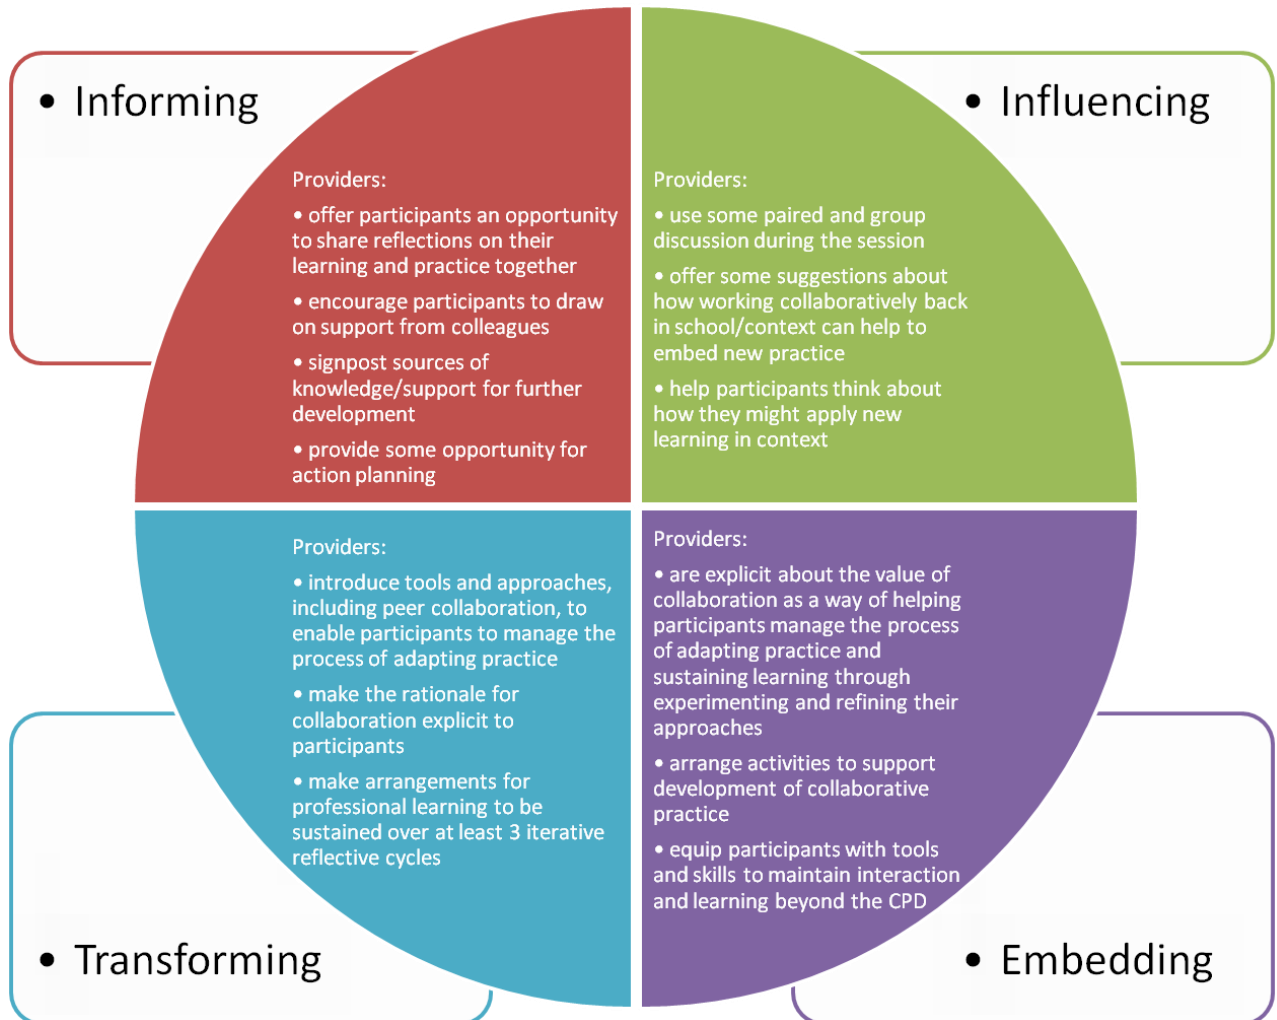 • Informing
Providers:
• offer participants an opportunity
to share reflections on their
learning and practice together
• encourage participants to draw
on support from colleagues
• signpost sources of
knowledge/support for further
development
• provide some opportunity for
action planning
• Influencing
Providers:
• use some paired and group
discussion during the session
• offer some suggestions about
how working collaboratively back
in school/context can help to
embed new practice
• help participants think about
how they might apply new
learning in context
Providers:
• introduce tools and approaches,
including peer collaboration, to
enable participants to manage the
process of adapting practice
• make the rationale for
collaboration explicit to
participants
• make arrangements for
professional learning to be
sustained over at least 3 iterative
reflective cycles
• Transforming
Providers:
• are explicit about the value of
collaboration as a way of helping
participants manage the process
of adapting practice and
sustaining learning through
experimenting and refining their
approaches
• arrange activities to support
development of collaborative
practice
• equip participants with tools
and skills to maintain interaction
and learning beyond the CPD
• Embedding